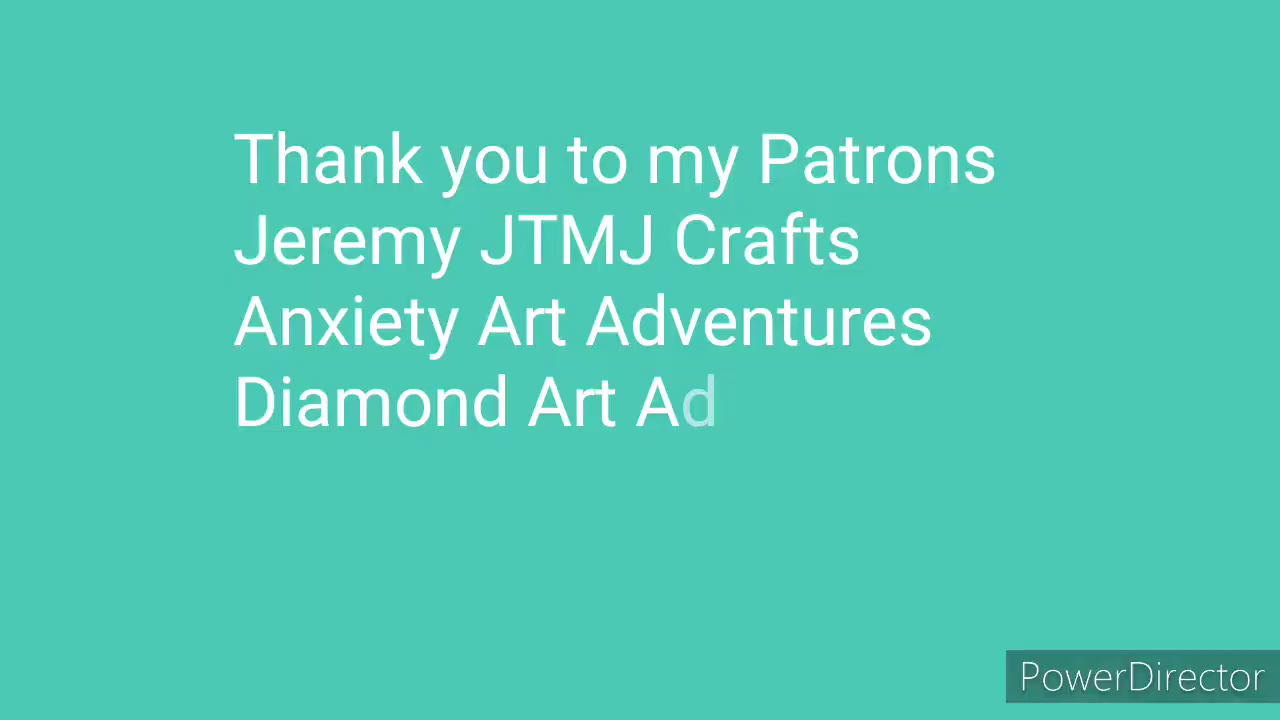 Thank you to my Patrons
Jeremy JTMJ Crafts
Anxiety Art Adventures
Diamond Art Ad
PowerDirector